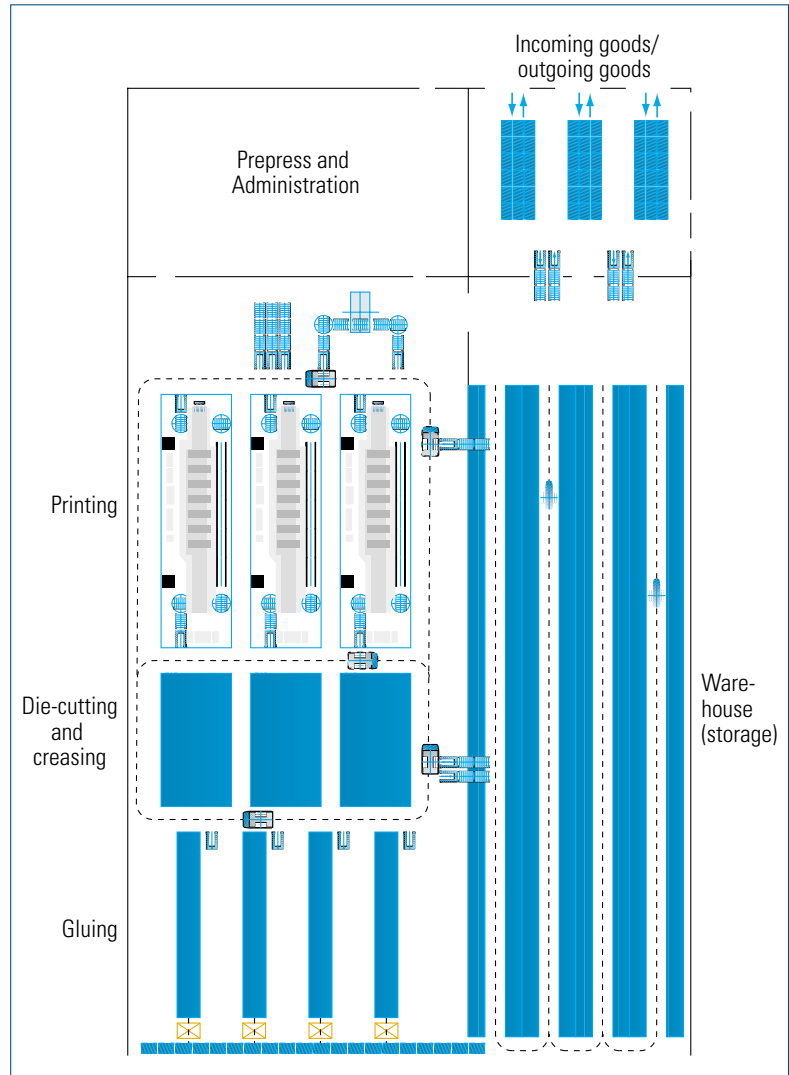 Incoming goods/
outgoing goods
Prepress and
Administration
Printing
Die-cutting
and
creasing
Ware-
house
(storage)
Gluing